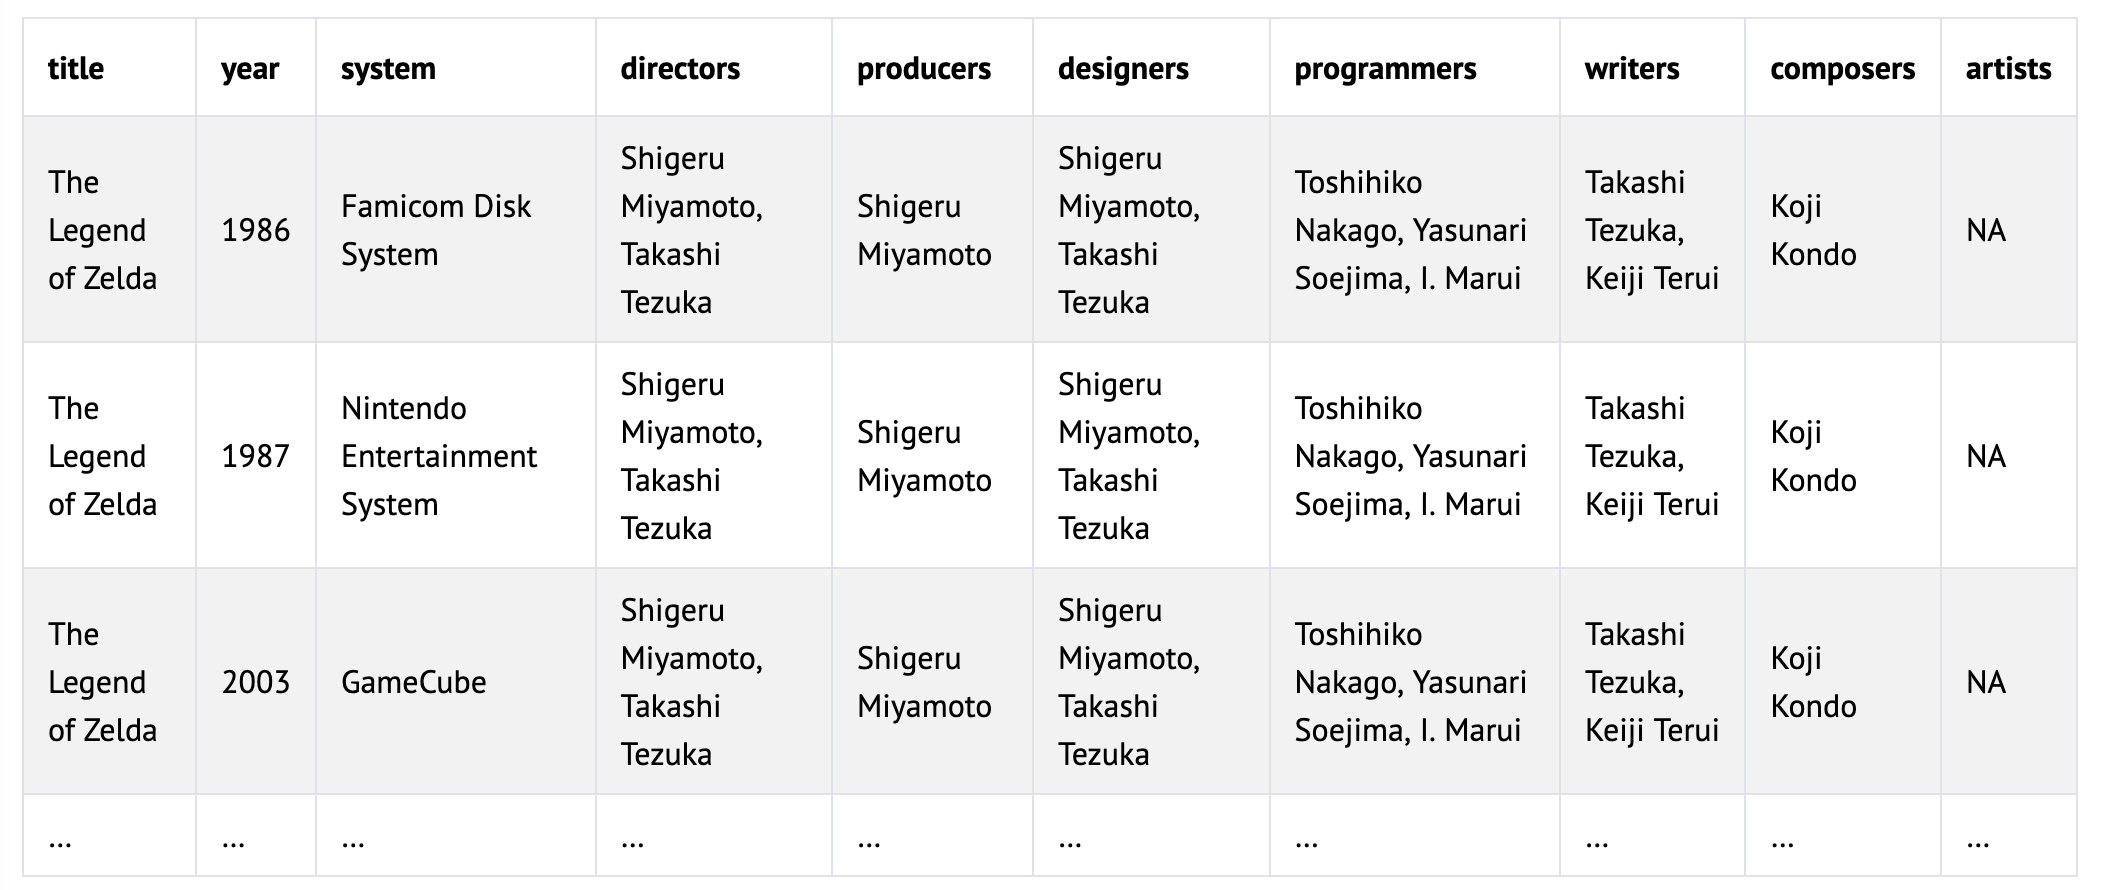 title year system directors producers designers programmers writers composers artists
The
Legend
of Zelda
1986
Famicom Disk
System
Shigeru
Miyamoto,
Takashi
Tezuka
Shigeru
Miyamoto
Shigeru
Miyamoto,
Takashi
Tezuka
Toshihiko
Nakago, Yasunari
Soejima, I. Marui
Takashi
Tezuka,
Keiji Terui
Koji
Kondo
NA
The
Legend
of Zelda
1987
Nintendo
Entertainment
System
Shigeru
Miyamoto,
Takashi
Tezuka
Shigeru
Miyamoto
Shigeru
Miyamoto,
Takashi
Tezuka
Toshihiko
Nakago, Yasunari
Soejima, I. Marui
Takashi
Tezuka,
Keiji Terui
Koji
Kondo
NA
The
Legend
of Zelda
2003
GameCube
Shigeru
Miyamoto,
Takashi
Tezuka
Shigeru
Miyamoto
Shigeru
Miyamoto,
Takashi
Tezuka
Toshihiko
Nakago, Yasunari
Soejima, I. Marui
Takashi
Tezuka,
Keiji Terui
Koji
Kondo
NA
... ... ... ... ... ... ... ... ... ...